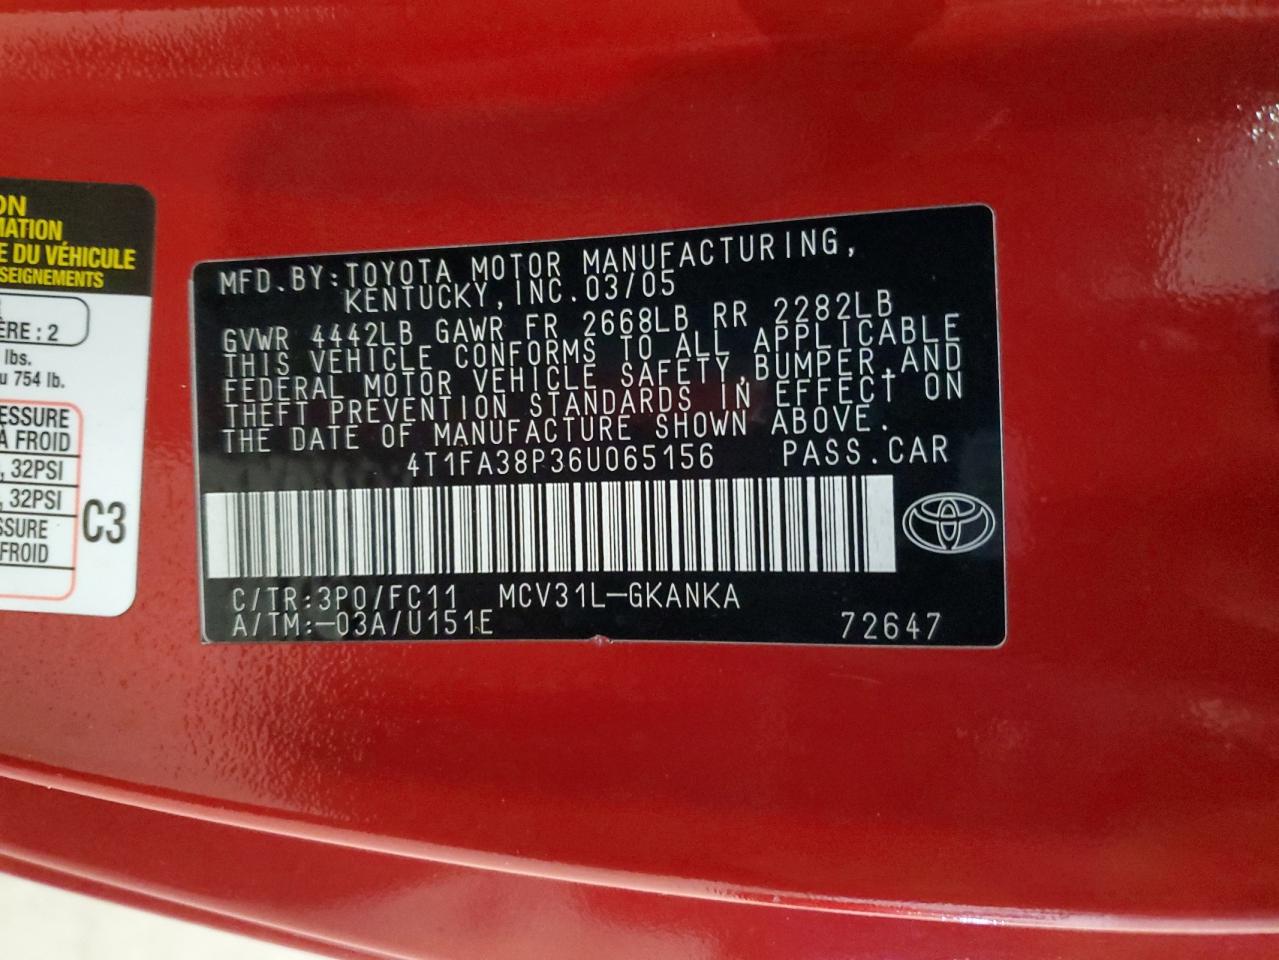 ON
MATION
E DU VÉHICULE
SEIGNEMENTS
ÈRE : 2
lbs.
u 754 lb.
ESSURE
À FROID
, 32PSI
, 32PSI
SSURE
FROID
C3
MFD.BY:TOYOTA MOTOR MANUFACTURING,
KENTUCKY,INC.03/05
GVWR 4442LB GAWR FR 2668LB RR 2282LB
THIS VEHICLE CONFORMS TO ALL APPLICABLE
FEDERAL MOTOR VEHICLE SAFETY,BUMPER,AND
THEFT PREVENTION STANDARDS IN EFFECT ON
THE DATE OF MANUFACTURE SHOWN ABOVE.
4T1FA38P36U065156 PASS.CAR
C/TR:3P0/FC11 MCV31L-GKANKA
A/TM:-03A/U151E 72647